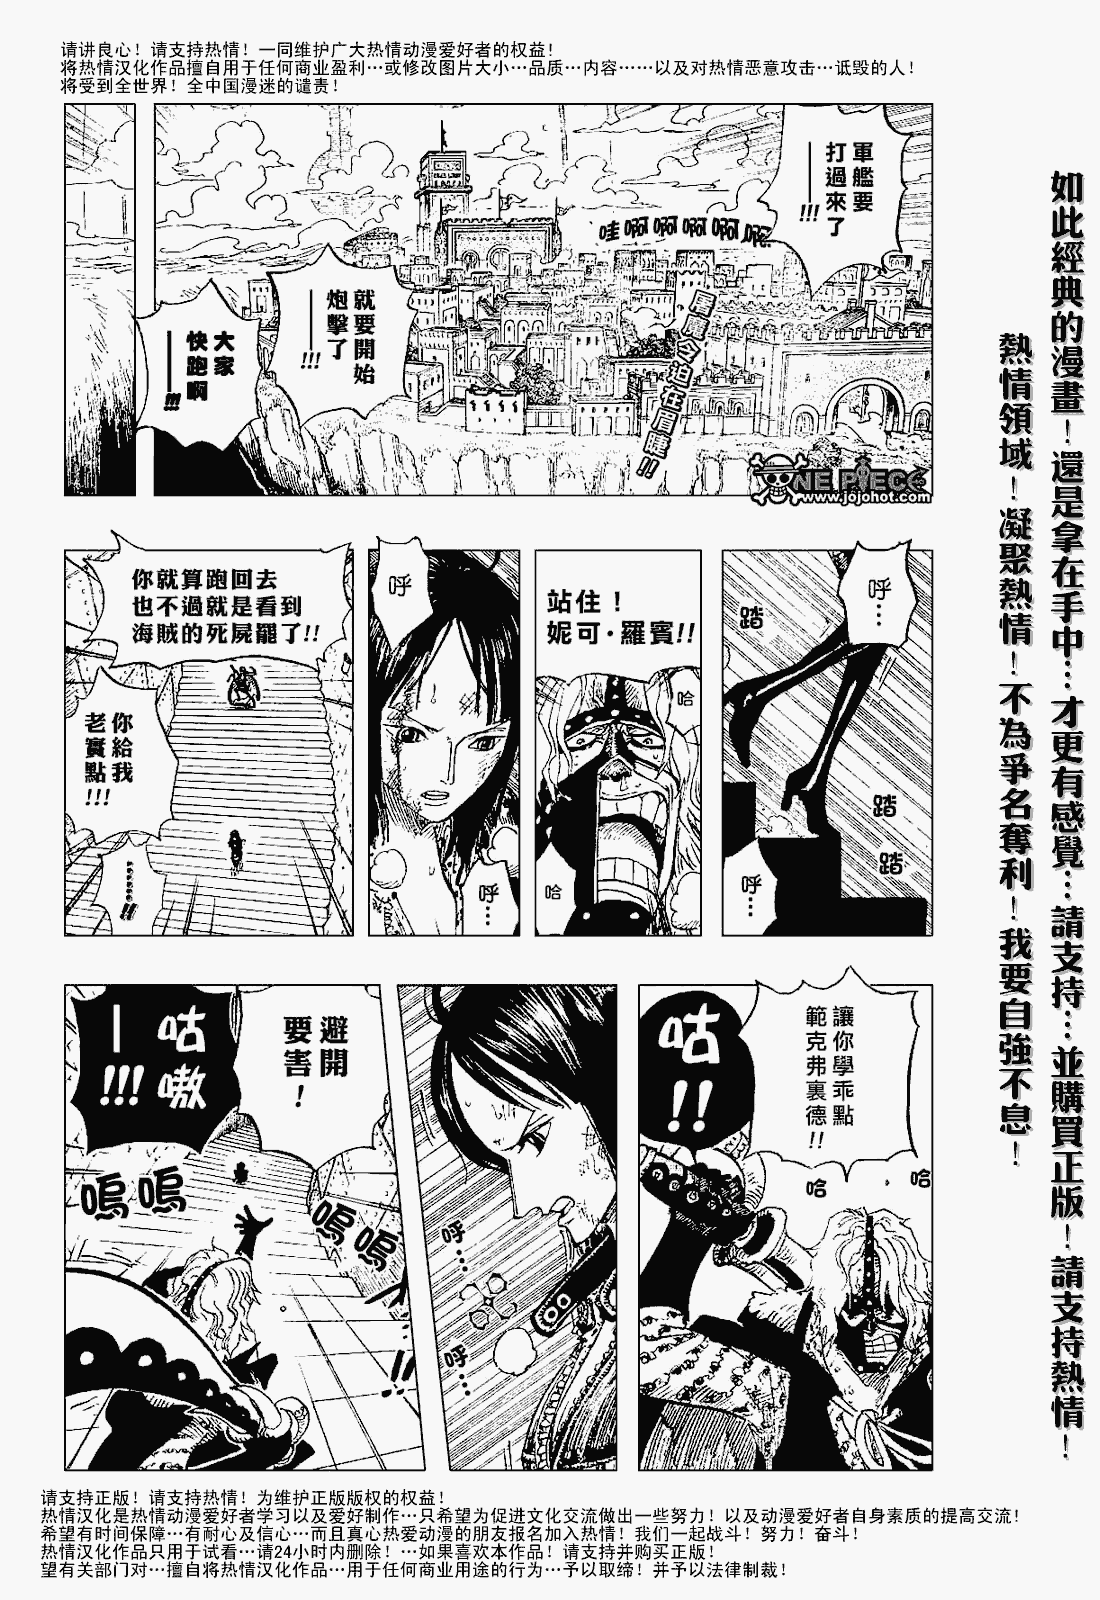 请讲良心！请支持热情！一同维护广大热情动漫爱好者的权益！
将热情汉化作品擅自用于任何商业盈利…或修改图片大小…品质…内容……以及对热情恶意攻击…诋毁的人！
将受到全世界！全中国漫迷的谴责！
如此經典的漫畫！還是拿在手中…才更有感覺…請支持…並購買正版！請支持熱情！
熱情領域！凝聚熱情！不為爭名奪利！我要自強不息！
軍艦要
打過來了
——!!!
哇啊啊啊啊啊
屠魔令迫在眉睫!!
就要開始
炮擊了
——!!!
大家
快跑啊
——!!!
ONE PIECE
www.jojohot.com
呼…
踏
踏
踏
呼…
站住！
妮可·羅賓!!
哈
哈
呼
呼…
你就算跑回去
也不過就是看到
海賊的死屍罷了!!
你給我
老實點
!!!
……!!
讓你學乖點
範克弗裏德
!!
咕
!!
哈
哈
呼…
呼…
避開
要害
!
咕嗷
——!!!
嗚嗚
嗚嗚
!!
请支持正版！请支持热情！为维护正版版权的权益！
热情汉化是热情动漫爱好者学习以及爱好制作…只希望为促进文化交流做出一些努力！以及动漫爱好者自身素质的提高交流！
希望有时间保障…有耐心及信心…而且真心热爱动漫的朋友报名加入热情！我们一起战斗！努力！奋斗！
热情汉化作品只用于试看…请24小时内删除！…如果喜欢本作品！请支持并购买正版！
望有关部门对…擅自将热情汉化作品…用于任何商业用途的行为…予以取缔！并予以法律制裁！